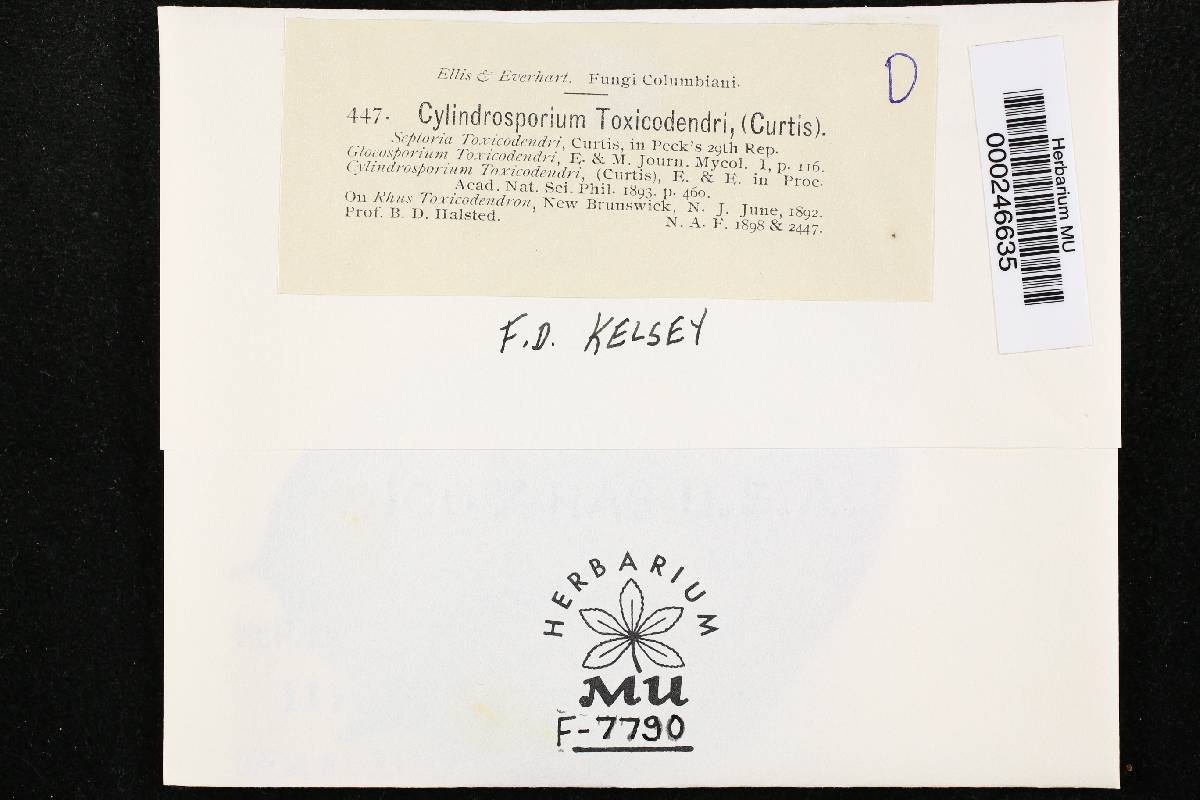 Ellis & Everhart. Fungi Columbiani.
D
447. Cylindrosporium Toxicodendri, (Curtis).
Septoria Toxicodendri, Curtis, in Peck's 29th Rep.
Gloeosporium Toxicodendri, E. & M. Journ. Mycol. I, p. 116.
Cylindrosporium Toxicodendri, (Curtis), E. & E. in Proc.
Acad. Nat. Sci. Phil. 1893. p. 460.
On Rhus Toxicodendron, New Brunswick, N. J. June, 1892.
Prof. B. D. Halsted. N. A. F. 1898 & 2447.
Herbarium MU
000246635
F.D. KELSEY
HERBARIUM
MU
F-7790